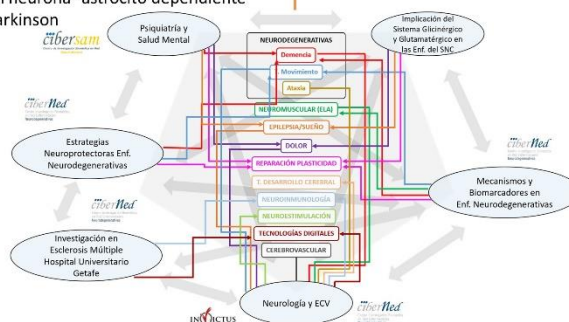 neurona- astrocito dependiente
arkinson
Psiquiatría y
Salud Mental
cibersam
NEURODEGENERATIVAS
Demencia
Movimiento
Ataxia
Implicación del
Sistema Glicinérgico
y Glutamatérgico en
las Enf. del SNC
NEUROMUSCULAR (ELA)
EPILEPSIA/SUEÑO
DOLOR
REPARACIÓN PLASTICIDAD
T. DESARROLLO CEREBRAL
NEUROINMUNOLOGÍA
NEUROESTIMULACIÓN
TECNOLOGÍAS DIGITALES
CEREBROVASCULAR
ciberNed
Estrategias
Neuroprotectoras Enf.
Neurodegenerativas
ciberNed
Mecanismos y
Biomarcadores en
Enf. Neurodegenerativas
ciberNed
Investigación en
Esclerosis Múltiple
Hospital Universitario
Getafe
Neurología y ECV
INVICTUS
ciberNed